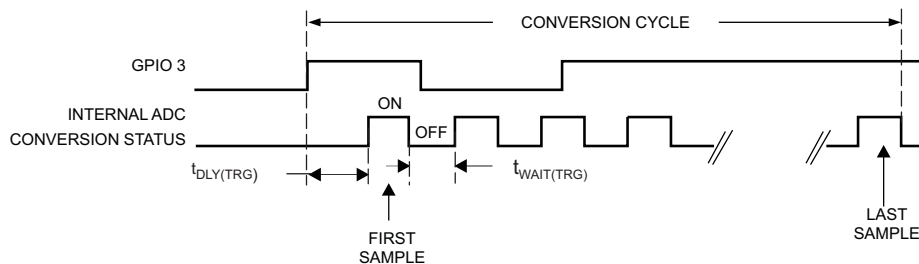 CONVERSION CYCLE
GPIO 3
INTERNAL ADC
CONVERSION STATUS
ON
OFF
tDLY(TRG)
tWAIT(TRG)
FIRST
SAMPLE
LAST
SAMPLE